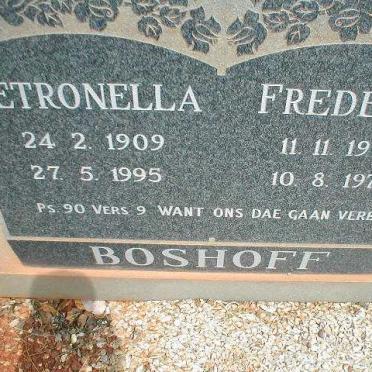 ETRONELLA FREDE
24 2. 1909 11. 11. 19
27. 5. 1995 10. 8. 197
Ps. 90 VERS 9 WANT ONS DAE GAAN VERB
BOSHOFF